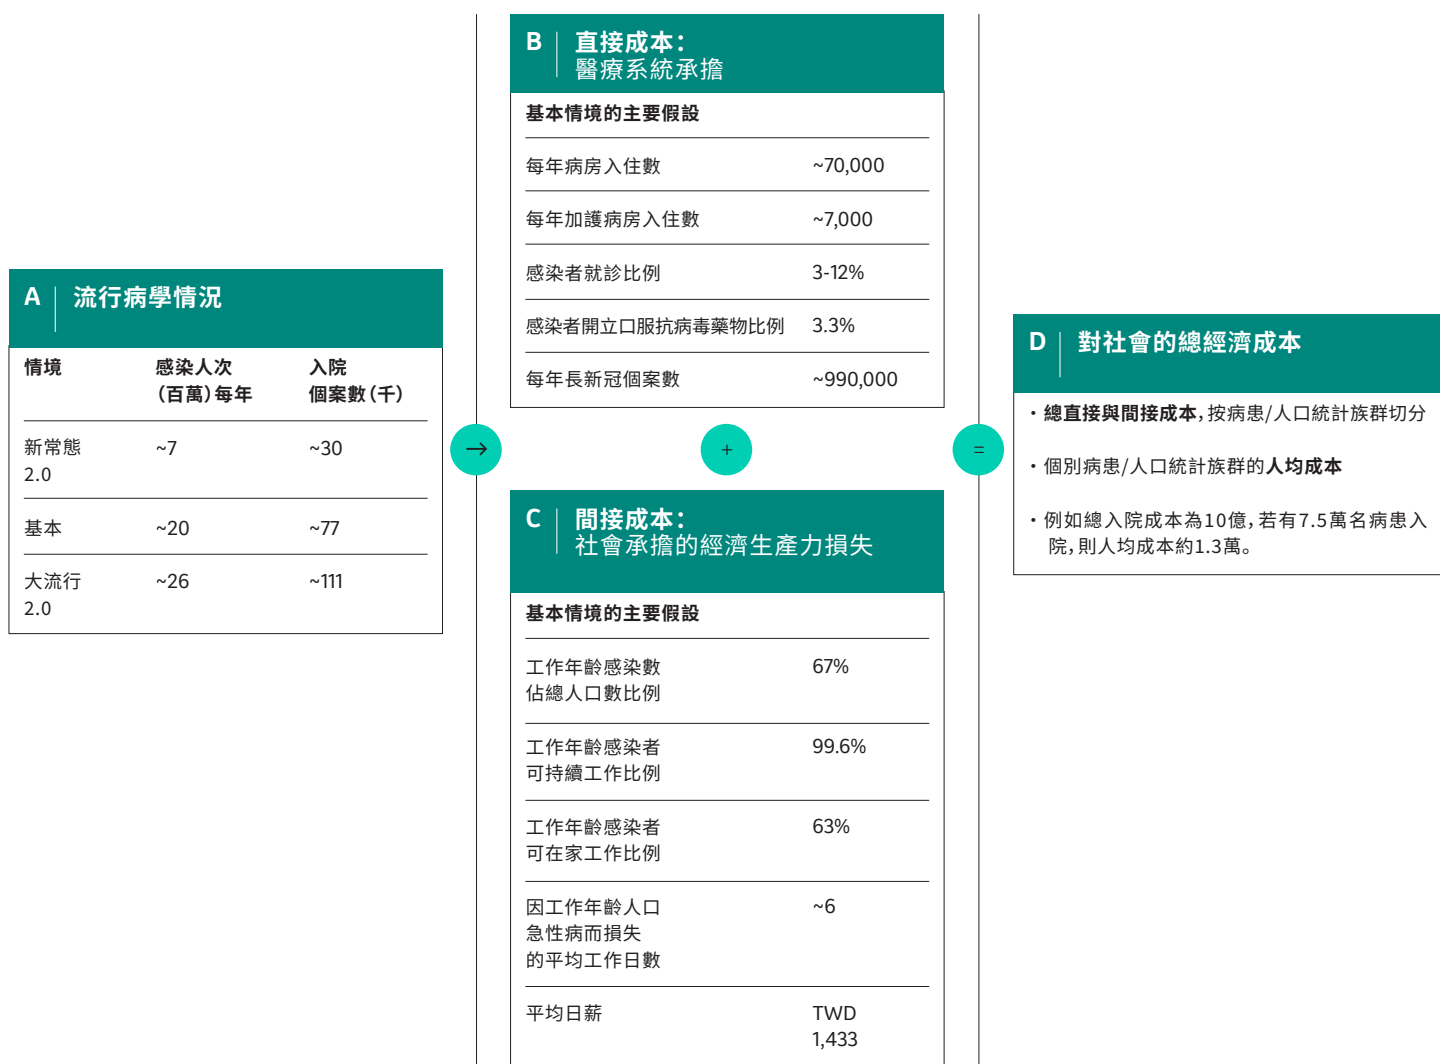 A 流行病學情況
情境 感染人次 入院
（百萬）每年 個案數（千）
新常態 ~7 ~30
2.0
基本 ~20 ~77
大流行 ~26 ~111
2.0
→
B 直接成本：
醫療系統承擔
基本情境的主要假設
每年病房入住數 ~70,000
每年加護病房入住數 ~7,000
感染者就診比例 3-12%
感染者開立口服抗病毒藥物比例 3.3%
每年長新冠個案數 ~990,000
+
C 間接成本：
社會承擔的經濟生產力損失
基本情境的主要假設
工作年齡感染數 67%
佔總人口數比例
工作年齡感染者 99.6%
可持續工作比例
工作年齡感染者 63%
可在家工作比例
因工作年齡人口 ~6
急性病而損失
的平均工作日數
平均日薪 TWD
1,433
=
D 對社會的總經濟成本
・總直接與間接成本，按病患/人口統計族群切分
・個別病患/人口統計族群的人均成本
・例如總入院成本為10億，若有7.5萬名病患入
院，則人均成本約1.3萬。